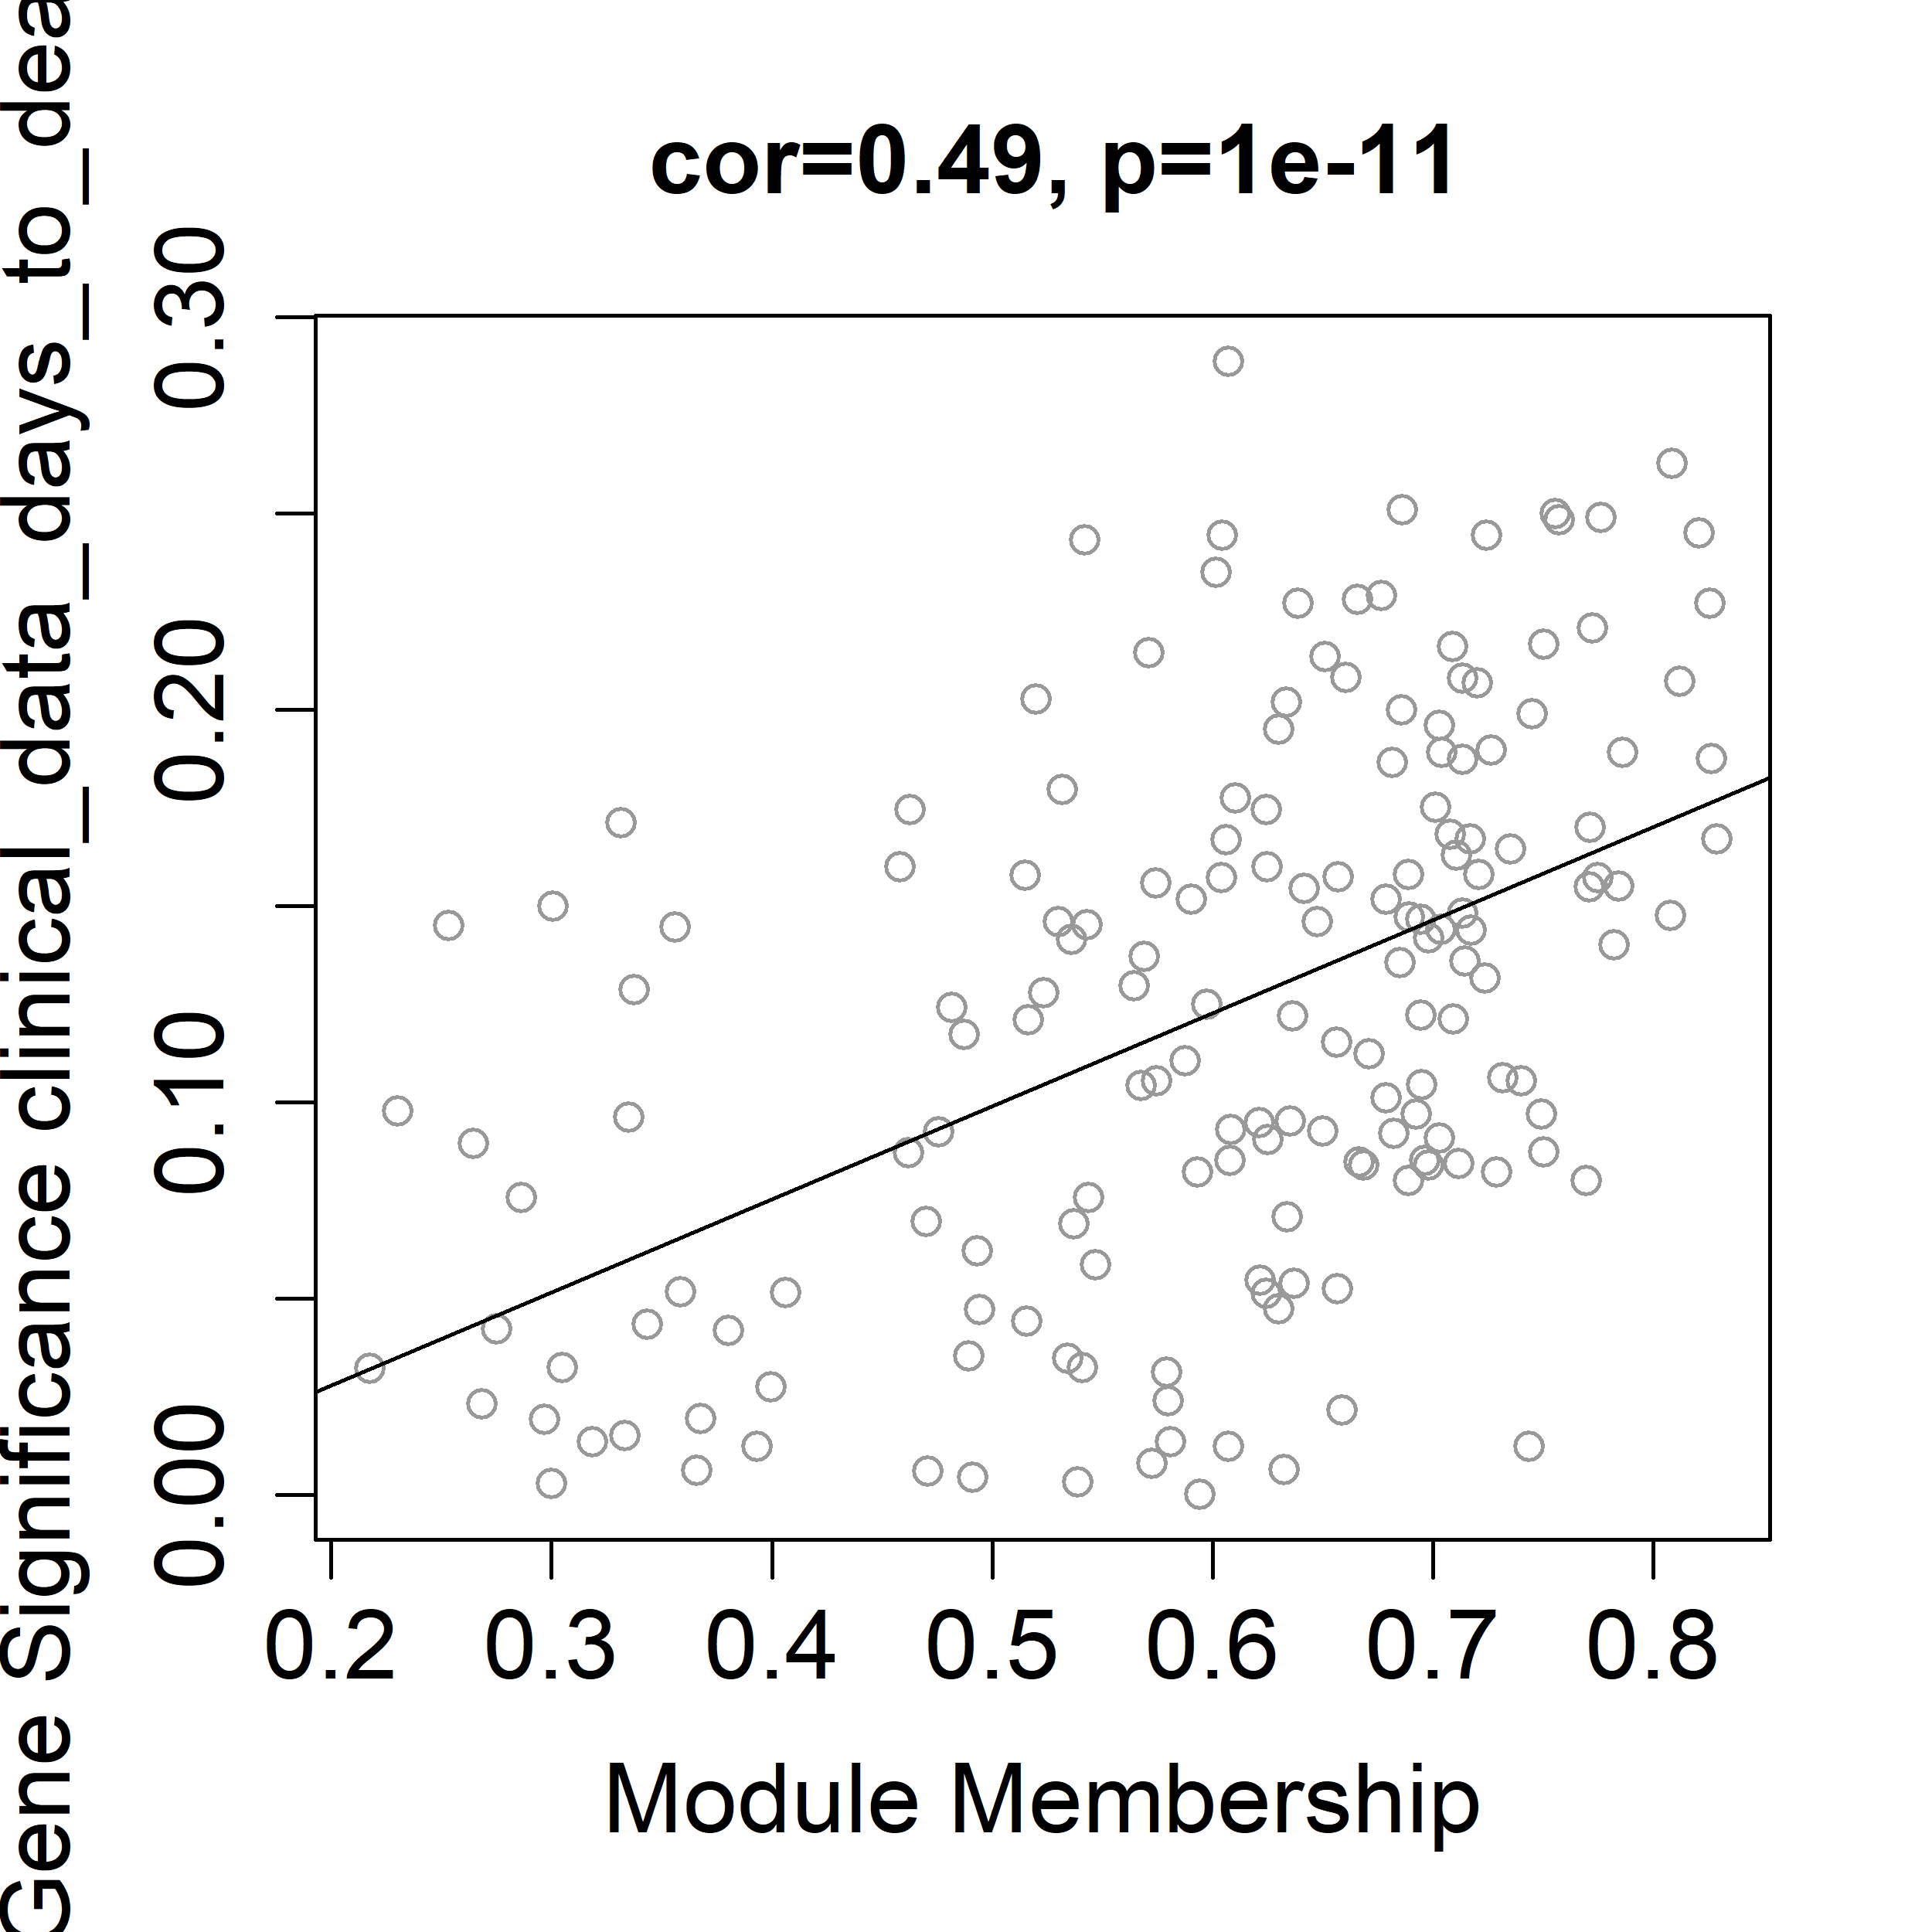 cor=0.49, p=1e-11
Gene Significance clinical_data_days_to_dea
0.30
0.20
0.10
0.00
0.2 0.3 0.4 0.5 0.6 0.7 0.8
Module Membership